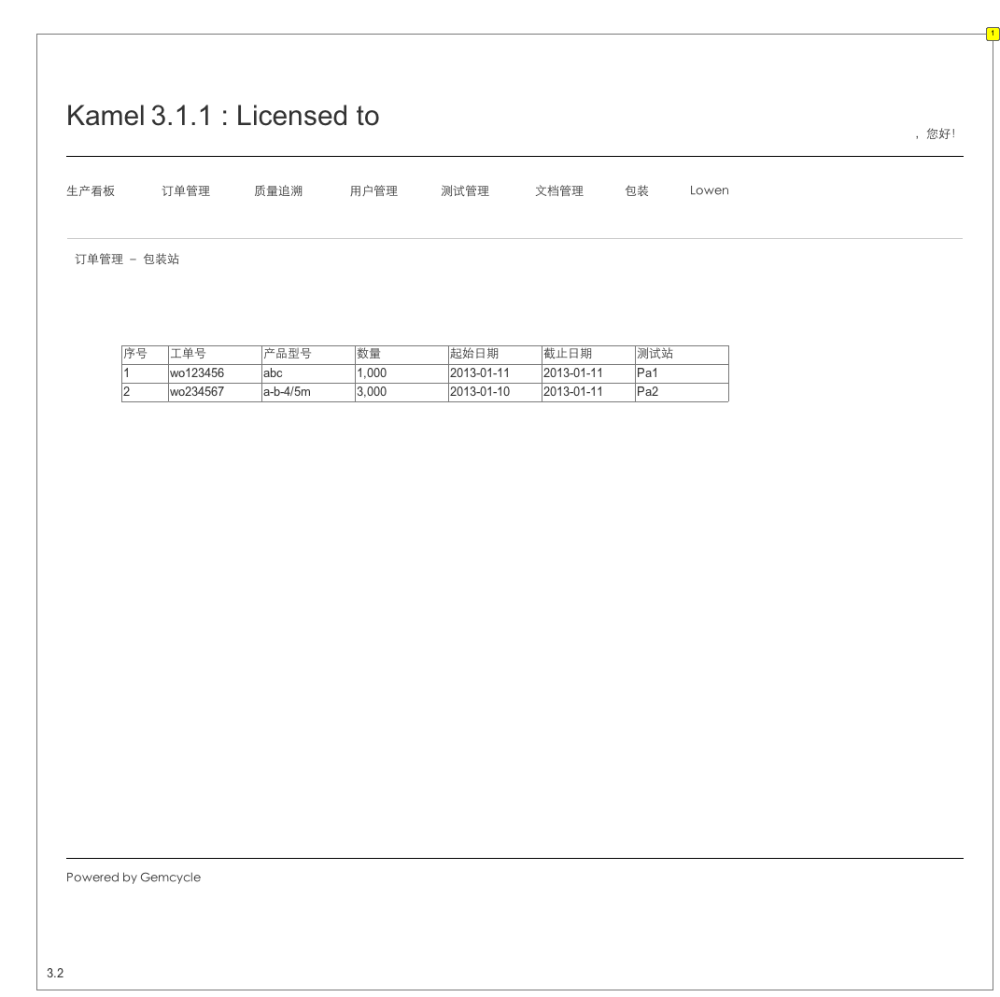 1
Kamel 3.1.1 : Licensed to
，您好!
生产看板 订单管理 质量追溯 用户管理 测试管理 文档管理 包装 Lowen
订单管理 – 包装站
序号 工单号 产品型号 数量 起始日期 截止日期 测试站
1 wo123456 abc 1,000 2013-01-11 2013-01-11 Pa1
2 wo234567 a-b-4/5m 3,000 2013-01-10 2013-01-11 Pa2
Powered by Gemcycle
3.2